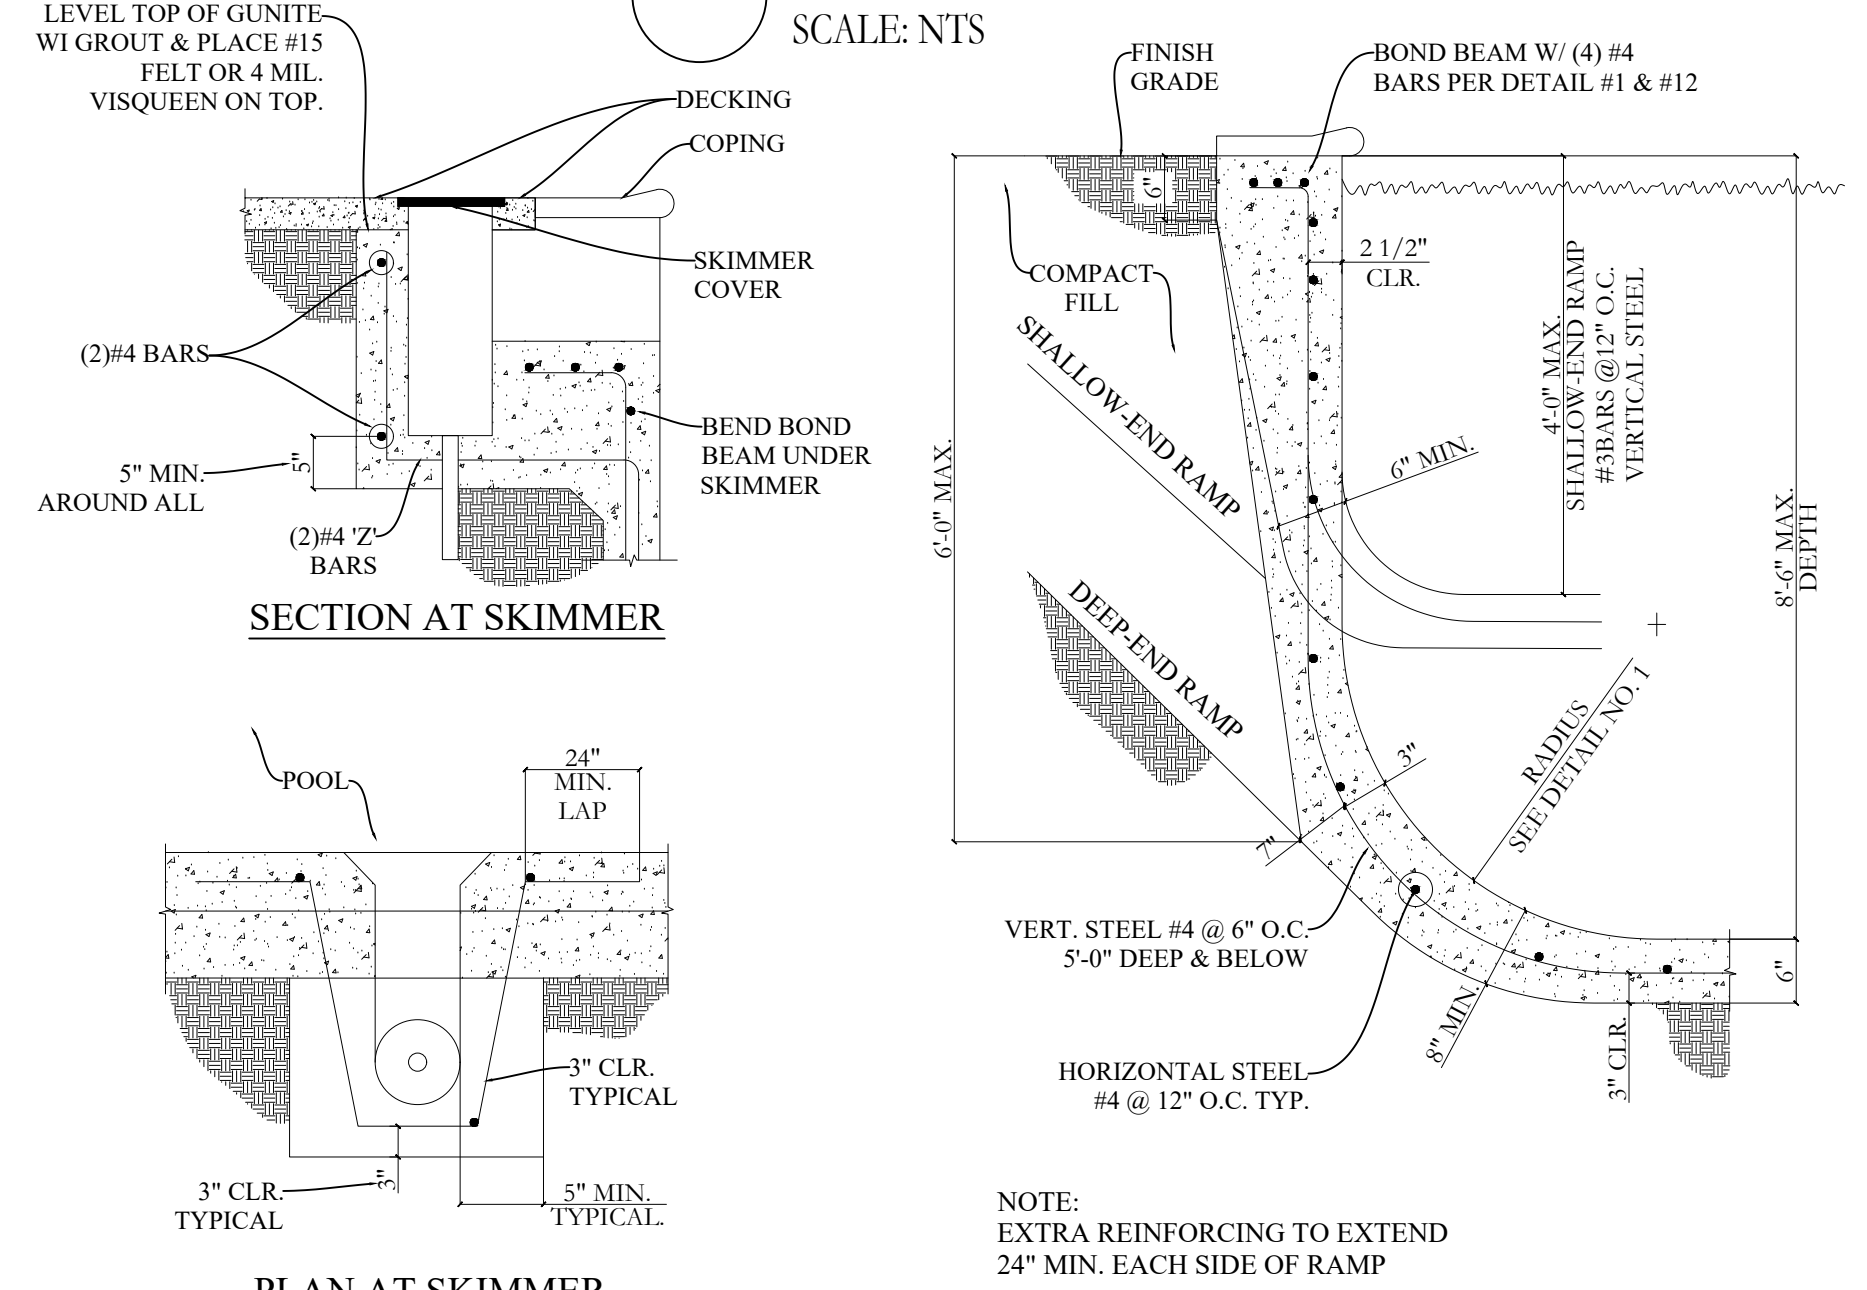 LEVEL TOP OF GUNITE
WI GROUT & PLACE #15
FELT OR 4 MIL.
VISQUEEN ON TOP.
SCALE: NTS
DECKING
COPING
SKIMMER
COVER
(2)#4 BARS
BEND BOND
BEAM UNDER
SKIMMER
5"
5" MIN.
AROUND ALL
(2)#4 'Z'
BARS
SECTION AT SKIMMER
POOL
24"
MIN.
LAP
3" CLR.
TYPICAL
3"
3" CLR.
TYPICAL
5" MIN.
TYPICAL.
PLAN AT SKIMMER
FINISH
GRADE
BOND BEAM W/ (4) #4
BARS PER DETAIL #1 & #12
6"
2 1/2"
CLR.
COMPACT
FILL
SHALLOW-END RAMP
4'-0" MAX.
SHALLOW-END RAMP
#3BARS @12" O.C.
VERTICAL STEEL
6'-0" MAX.
6" MIN.
8'-6" MAX.
DEPTH
DEEP-END RAMP
RADIUS
SEE DETAIL NO. 1
3"
7"
VERT. STEEL #4 @ 6" O.C.
5'-0" DEEP & BELOW
6"
8" MIN.
3" CLR.
HORIZONTAL STEEL
#4 @ 12" O.C. TYP.
NOTE:
EXTRA REINFORCING TO EXTEND
24" MIN. EACH SIDE OF RAMP